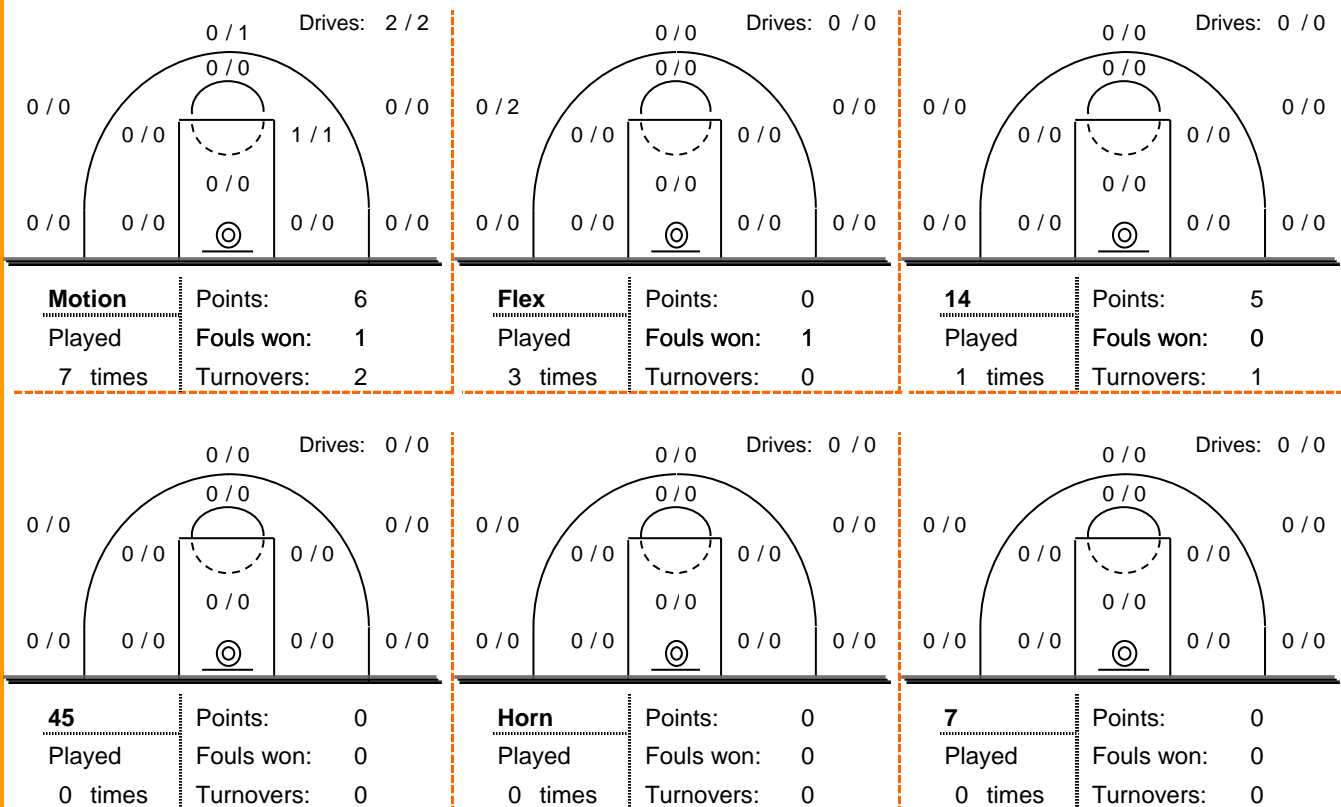 Drives: 2 / 2
0 / 1
0 / 0
0 / 0 0 / 0
0 / 0 1 / 1
0 / 0
0 / 0 0 / 0 0 / 0 0 / 0
Motion Points: 6
Played Fouls won: 1
7 times Turnovers: 2
Drives: 0 / 0
0 / 0
0 / 0
0 / 2 0 / 0
0 / 0 0 / 0
0 / 0
0 / 0 0 / 0 0 / 0 0 / 0
Flex Points: 0
Played Fouls won: 1
3 times Turnovers: 0
Drives: 0 / 0
0 / 0
0 / 0
0 / 0 0 / 0
0 / 0 0 / 0
0 / 0
0 / 0 0 / 0 0 / 0 0 / 0
14 Points: 5
Played Fouls won: 0
1 times Turnovers: 1
Drives: 0 / 0
0 / 0
0 / 0
0 / 0 0 / 0
0 / 0 0 / 0
0 / 0
0 / 0 0 / 0 0 / 0 0 / 0
45 Points: 0
Played Fouls won: 0
0 times Turnovers: 0
Drives: 0 / 0
0 / 0
0 / 0
0 / 0 0 / 0
0 / 0 0 / 0
0 / 0
0 / 0 0 / 0 0 / 0 0 / 0
Horn Points: 0
Played Fouls won: 0
0 times Turnovers: 0
Drives: 0 / 0
0 / 0
0 / 0
0 / 0 0 / 0
0 / 0 0 / 0
0 / 0
0 / 0 0 / 0 0 / 0 0 / 0
7 Points: 0
Played Fouls won: 0
0 times Turnovers: 0